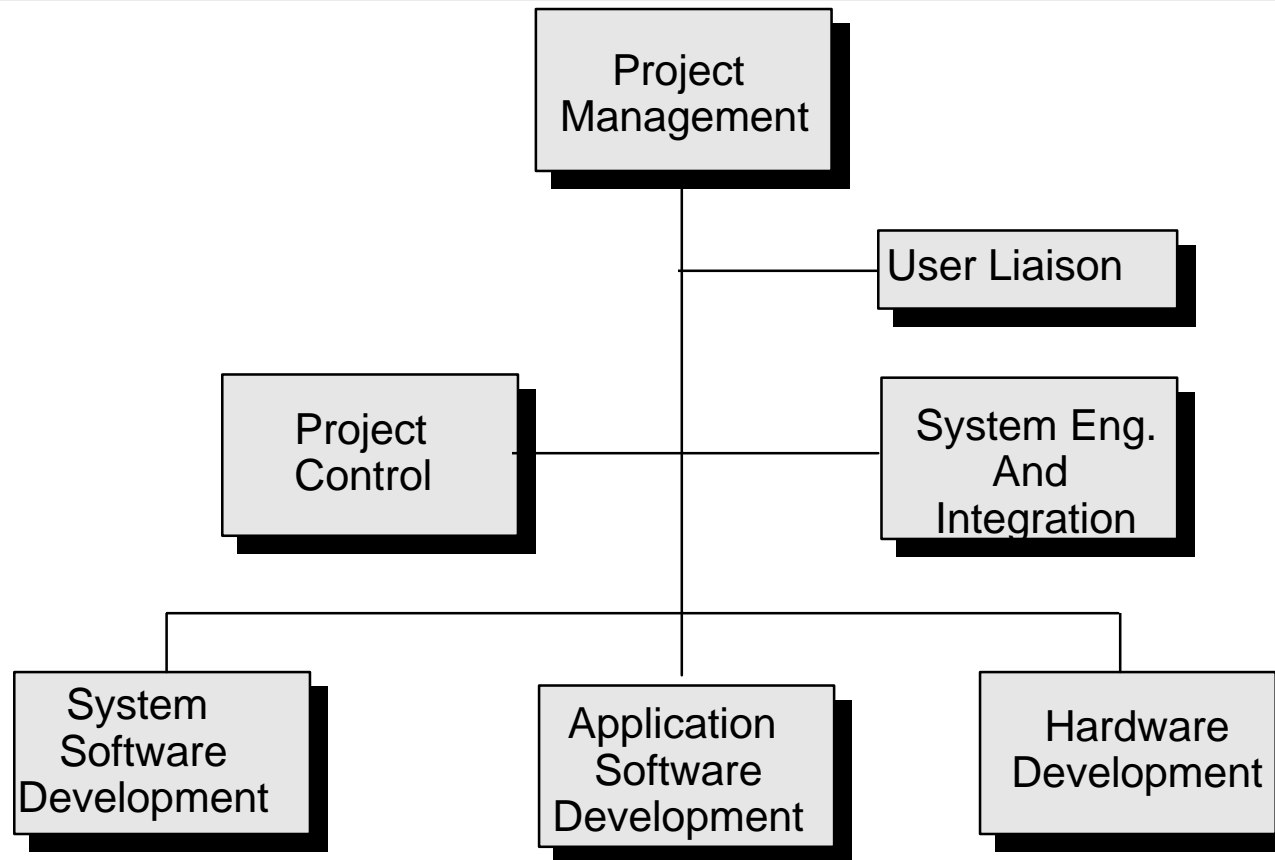 Project
Management
User Liaison
Project
Control
System Eng.
And
Integration
System
Software
Development
Application
Software
Development
Hardware
Development